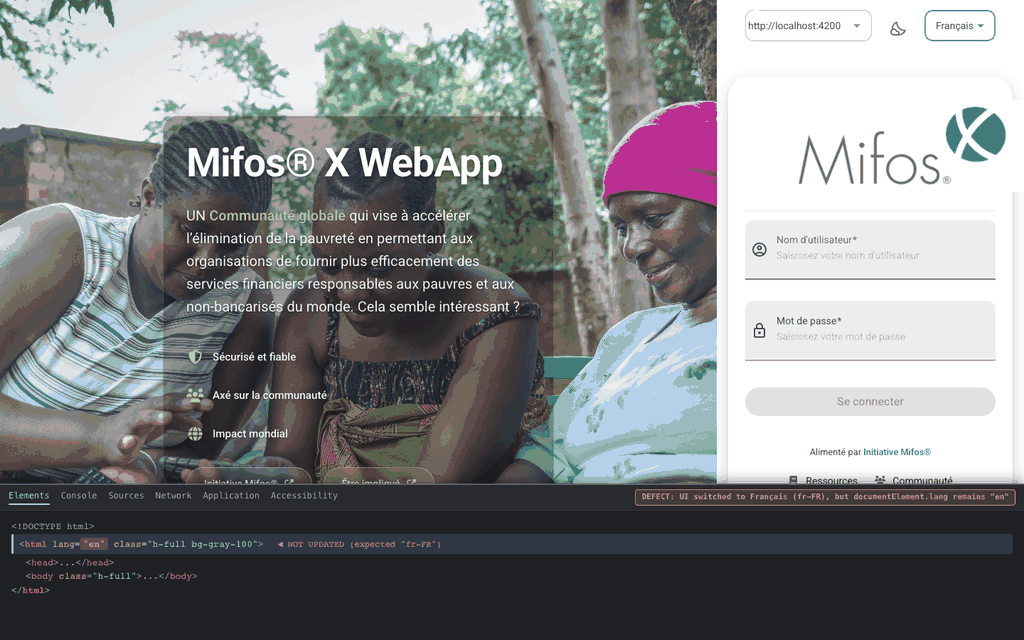 http://localhost:4200
Français
Mifos® X WebApp
UN Communauté globale qui vise à accélérer
l'élimination de la pauvreté en permettant aux
organisations de fournir plus efficacement des
services financiers responsables aux pauvres et aux
non-bancarisés du monde. Cela semble intéressant ?
Sécurisé et fiable
Axé sur la communauté
Impact mondial
Initiative Mifos®
Être impliqué
Mifos®
Nom d'utilisateur*
Saisissez votre nom d'utilisateur
Mot de passe*
Saisissez votre mot de passe
Se connecter
Alimenté par Initiative Mifos®
Ressources
Communauté
Elements Console Sources Network Application Accessibility
DEFECT: UI switched to Français (fr-FR), but documentElement.lang remains "en"
<!DOCTYPE html>
<html lang="en" class="h-full bg-gray-100"> ◀ NOT UPDATED (expected "fr-FR")
<head>...</head>
<body class="h-full">...</body>
</html>